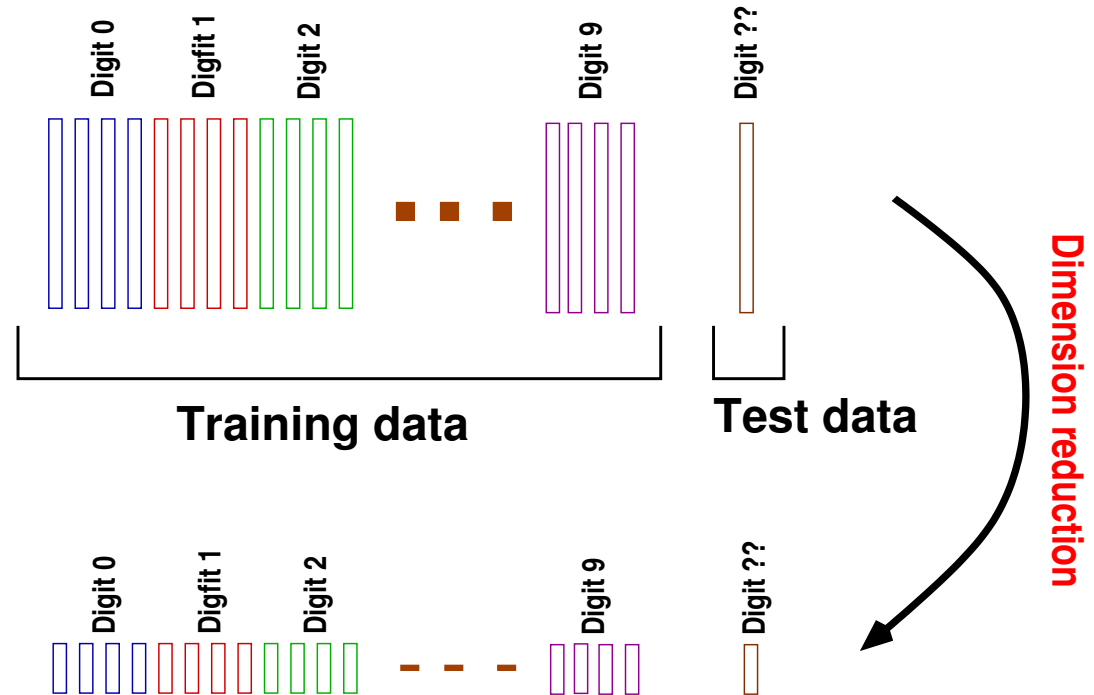 Digit 0
Digfit 1
Digit 2
Digit 9
Digit ??
Training data
Test data
Dimension reduction
Digit 0
Digfit 1
Digit 2
Digit 9
Digit ??